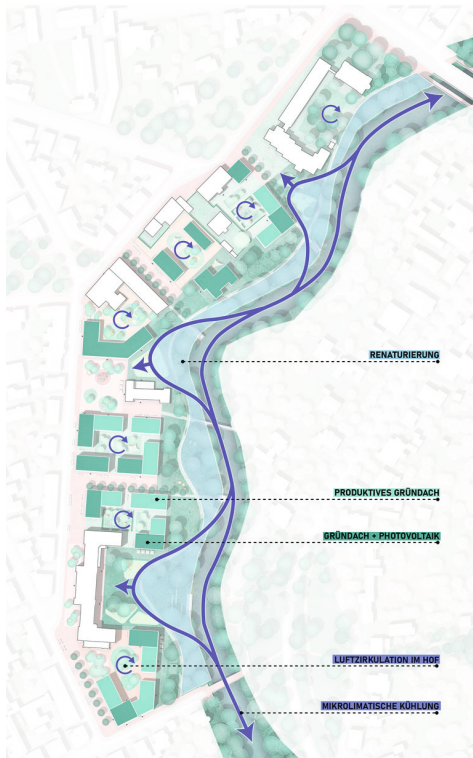 RENATURIERUNG
PRODUKTIVES GRÜNDACH
GRÜNDACH + PHOTOVOLTAIK
LUFTZIRKULATION IM HOF
MIKROLIMATISCHE KÜHLUNG